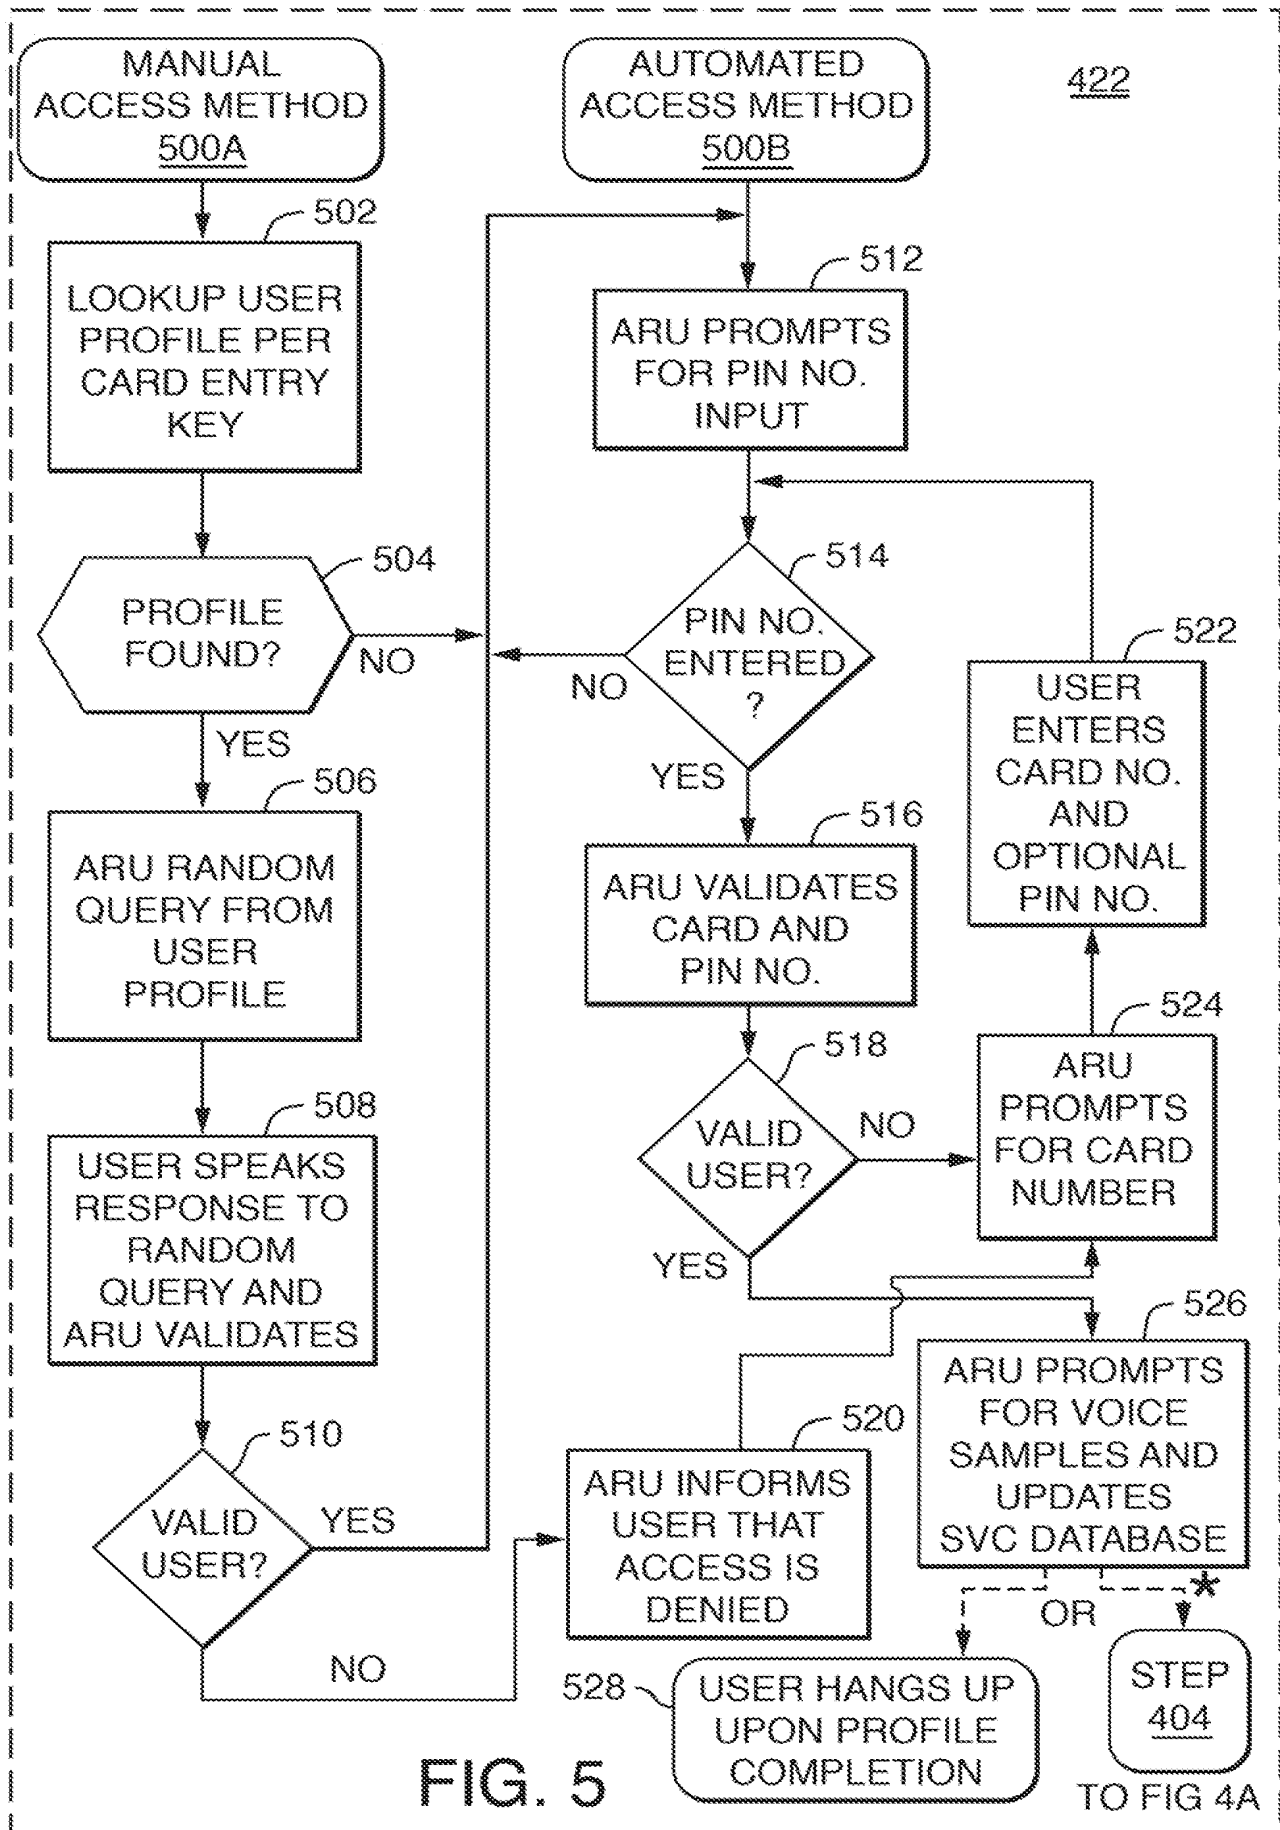 MANUAL
ACCESS METHOD
500A
AUTOMATED
ACCESS METHOD
500B
422
502
LOOKUP USER
PROFILE PER
CARD ENTRY
KEY
512
ARU PROMPTS
FOR PIN NO.
INPUT
504
PROFILE
FOUND?
NO
YES
514
PIN NO.
ENTERED
?
NO
YES
522
USER
ENTERS
CARD NO.
AND
OPTIONAL
PIN NO.
506
ARU RANDOM
QUERY FROM
USER
PROFILE
516
ARU VALIDATES
CARD AND
PIN NO.
524
ARU
PROMPTS
FOR CARD
NUMBER
518
VALID
USER?
NO
YES
508
USER SPEAKS
RESPONSE TO
RANDOM
QUERY AND
ARU VALIDATES
526
ARU PROMPTS
FOR VOICE
SAMPLES AND
UPDATES
SVC DATABASE
510
VALID
USER?
YES
NO
520
ARU INFORMS
USER THAT
ACCESS IS
DENIED
*
OR
528
USER HANGS UP
UPON PROFILE
COMPLETION
STEP
404
TO FIG 4A
FIG. 5